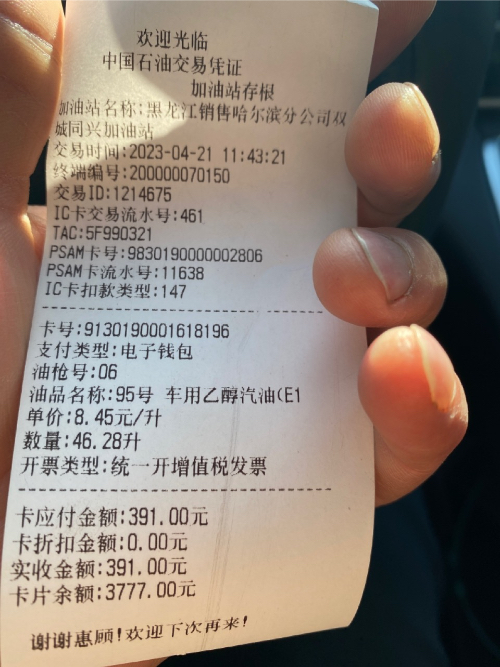 欢迎光临
中国石油交易凭证
加油站存根
加油站名称:黑龙江销售哈尔滨分公司双
城同兴加油站
交易时间:2023-04-21 11:43:21
终端编号:200000070150
交易ID:1214675
IC卡交易流水号:461
TAC:5F990321
PSAM卡号:9830190000002806
PSAM卡流水号:11638
IC卡扣款类型:147
卡号:9130190001618196
支付类型:电子钱包
油枪号:06
油品名称:95号 车用乙醇汽油(E1
单价:8.45元/升
数量:46.28升
开票类型:统一开增值税发票
卡应付金额:391.00元
卡折扣金额:0.00元
实收金额:391.00元
卡片余额:3777.00元
谢谢惠顾!欢迎下次再来!